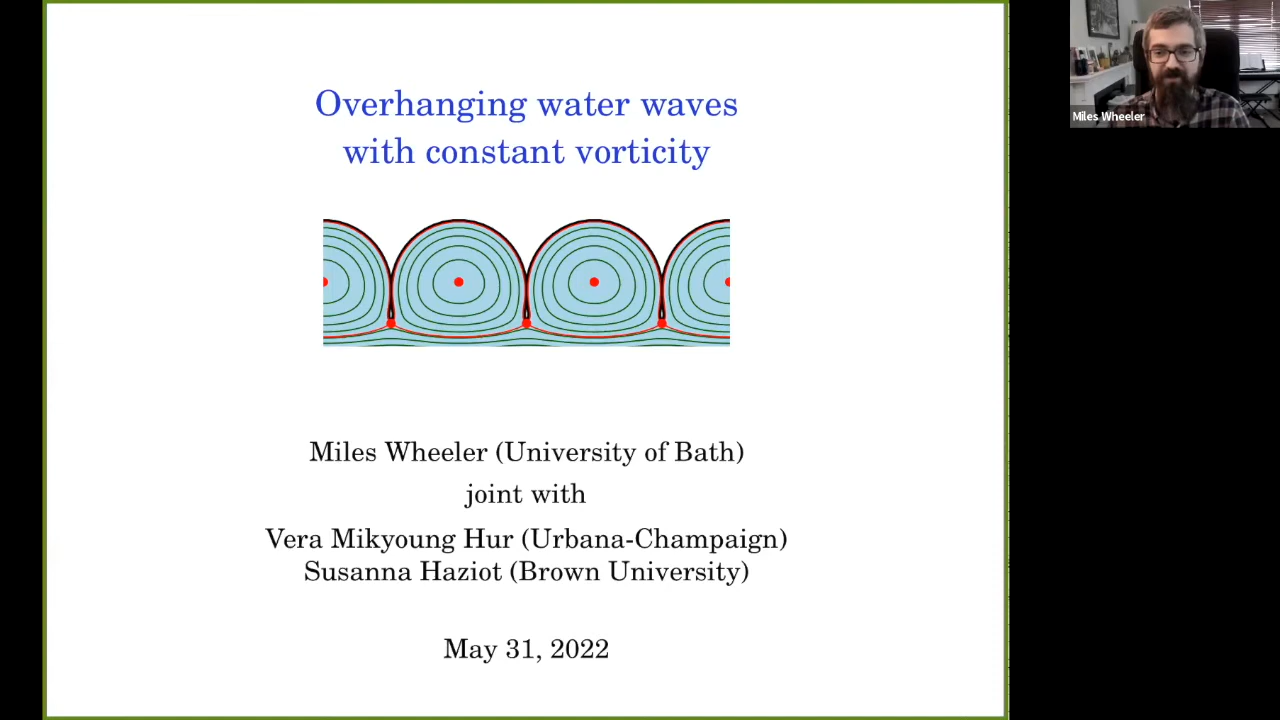 Overhanging water waves
with constant vorticity
Miles Wheeler (University of Bath)
joint with
Vera Mikyoung Hur (Urbana-Champaign)
Susanna Haziot (Brown University)
May 31, 2022
Miles Wheeler